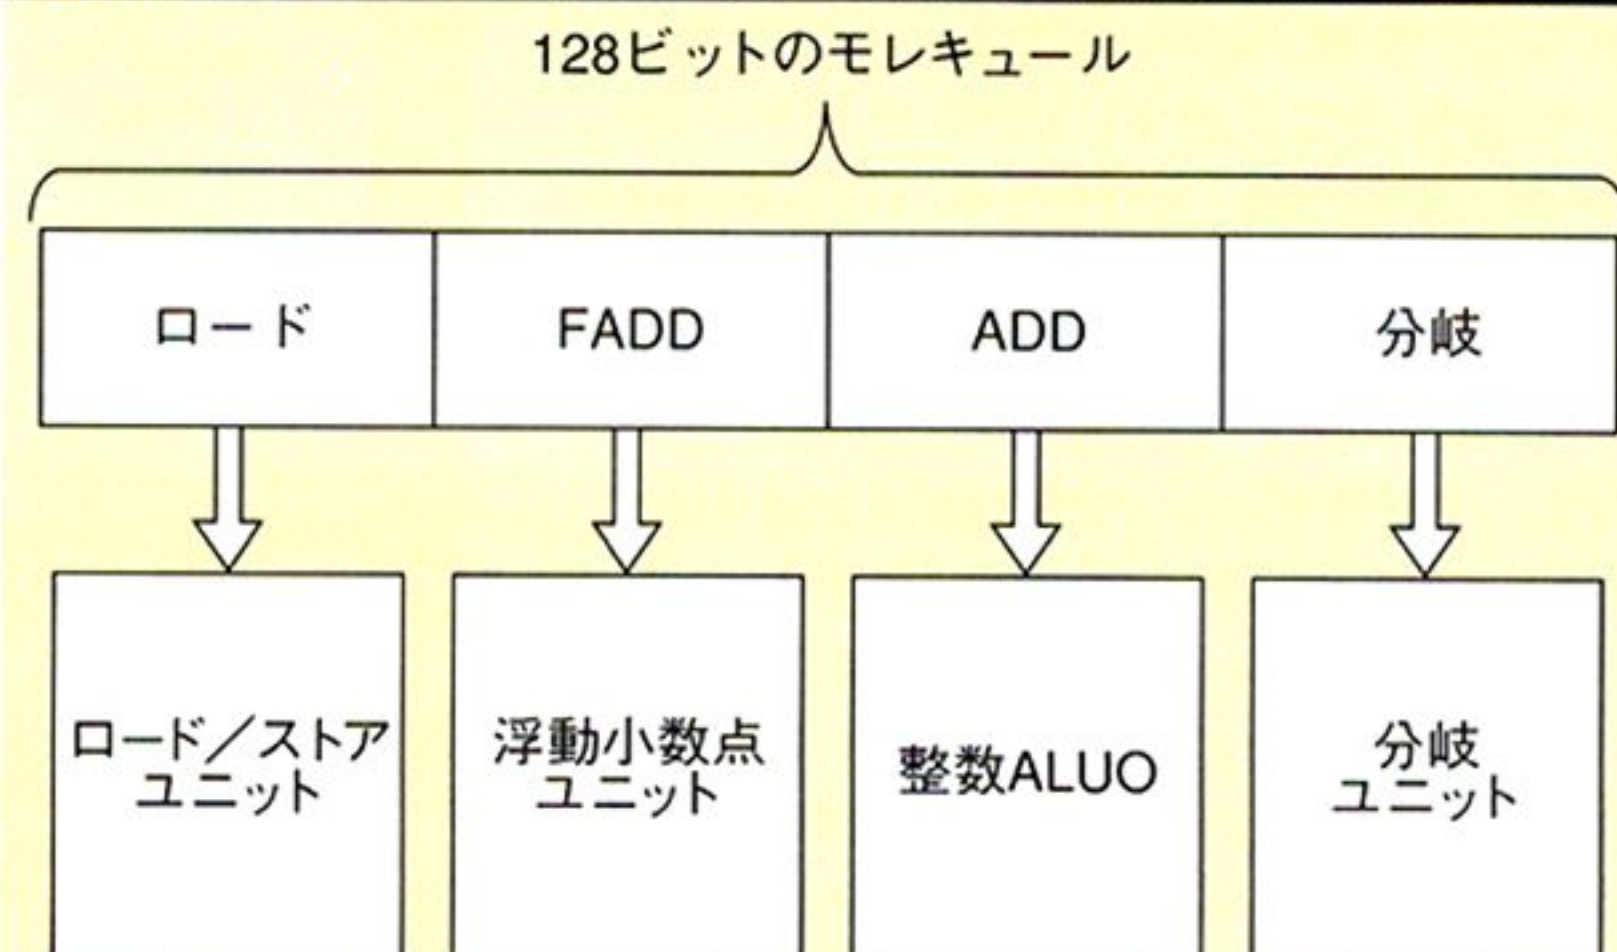 128ビットのモレキュール
ロード
FADD
ADD
分岐
ロード／ストア
ユニット
浮動小数点
ユニット
整数ALUO
分岐
ユニット